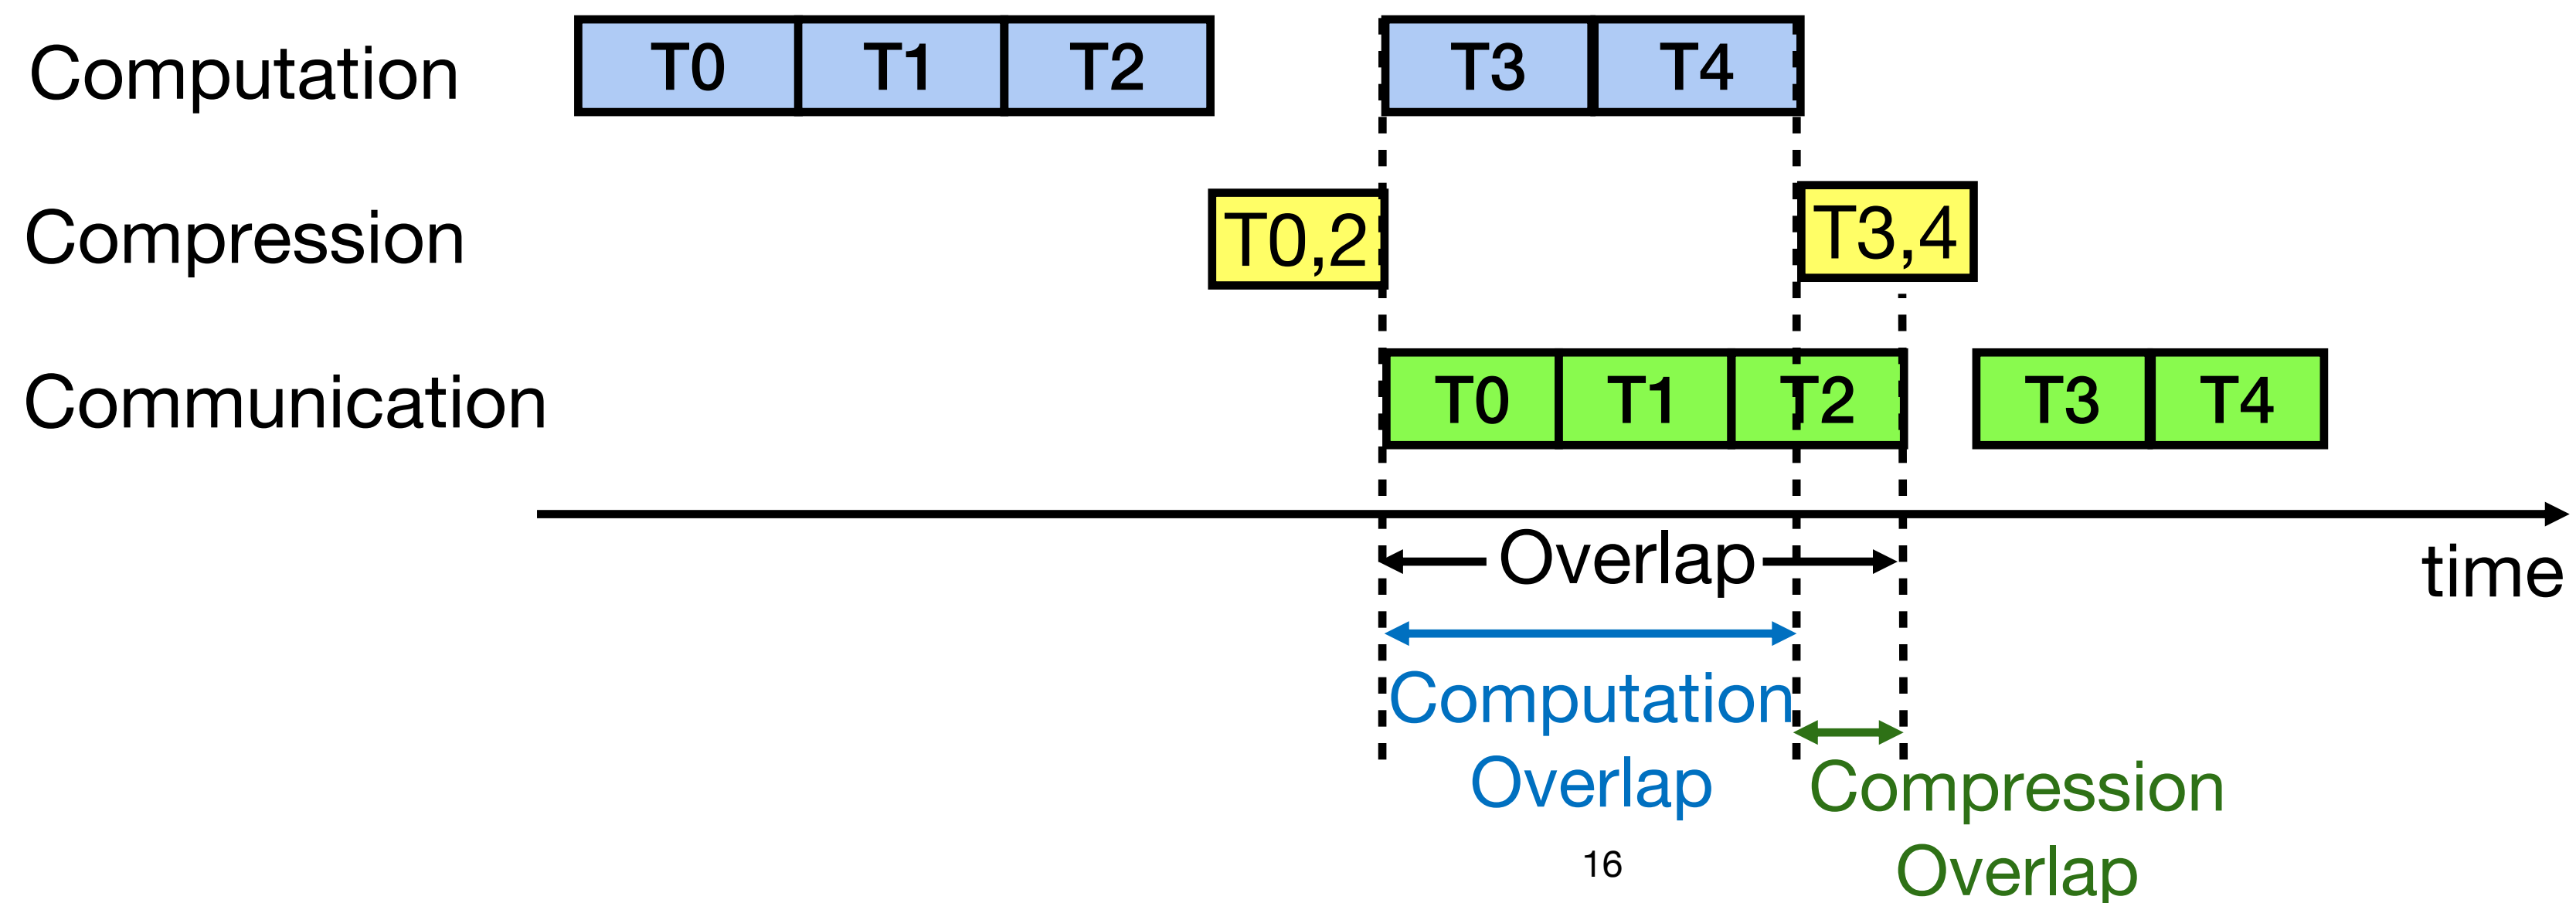 Computation T0 T1 T2 T3 T4
Compression T0,2 T3,4
Communication T0 T1 T2 T3 T4
Overlap
time
Computation
Overlap
Compression
Overlap
16